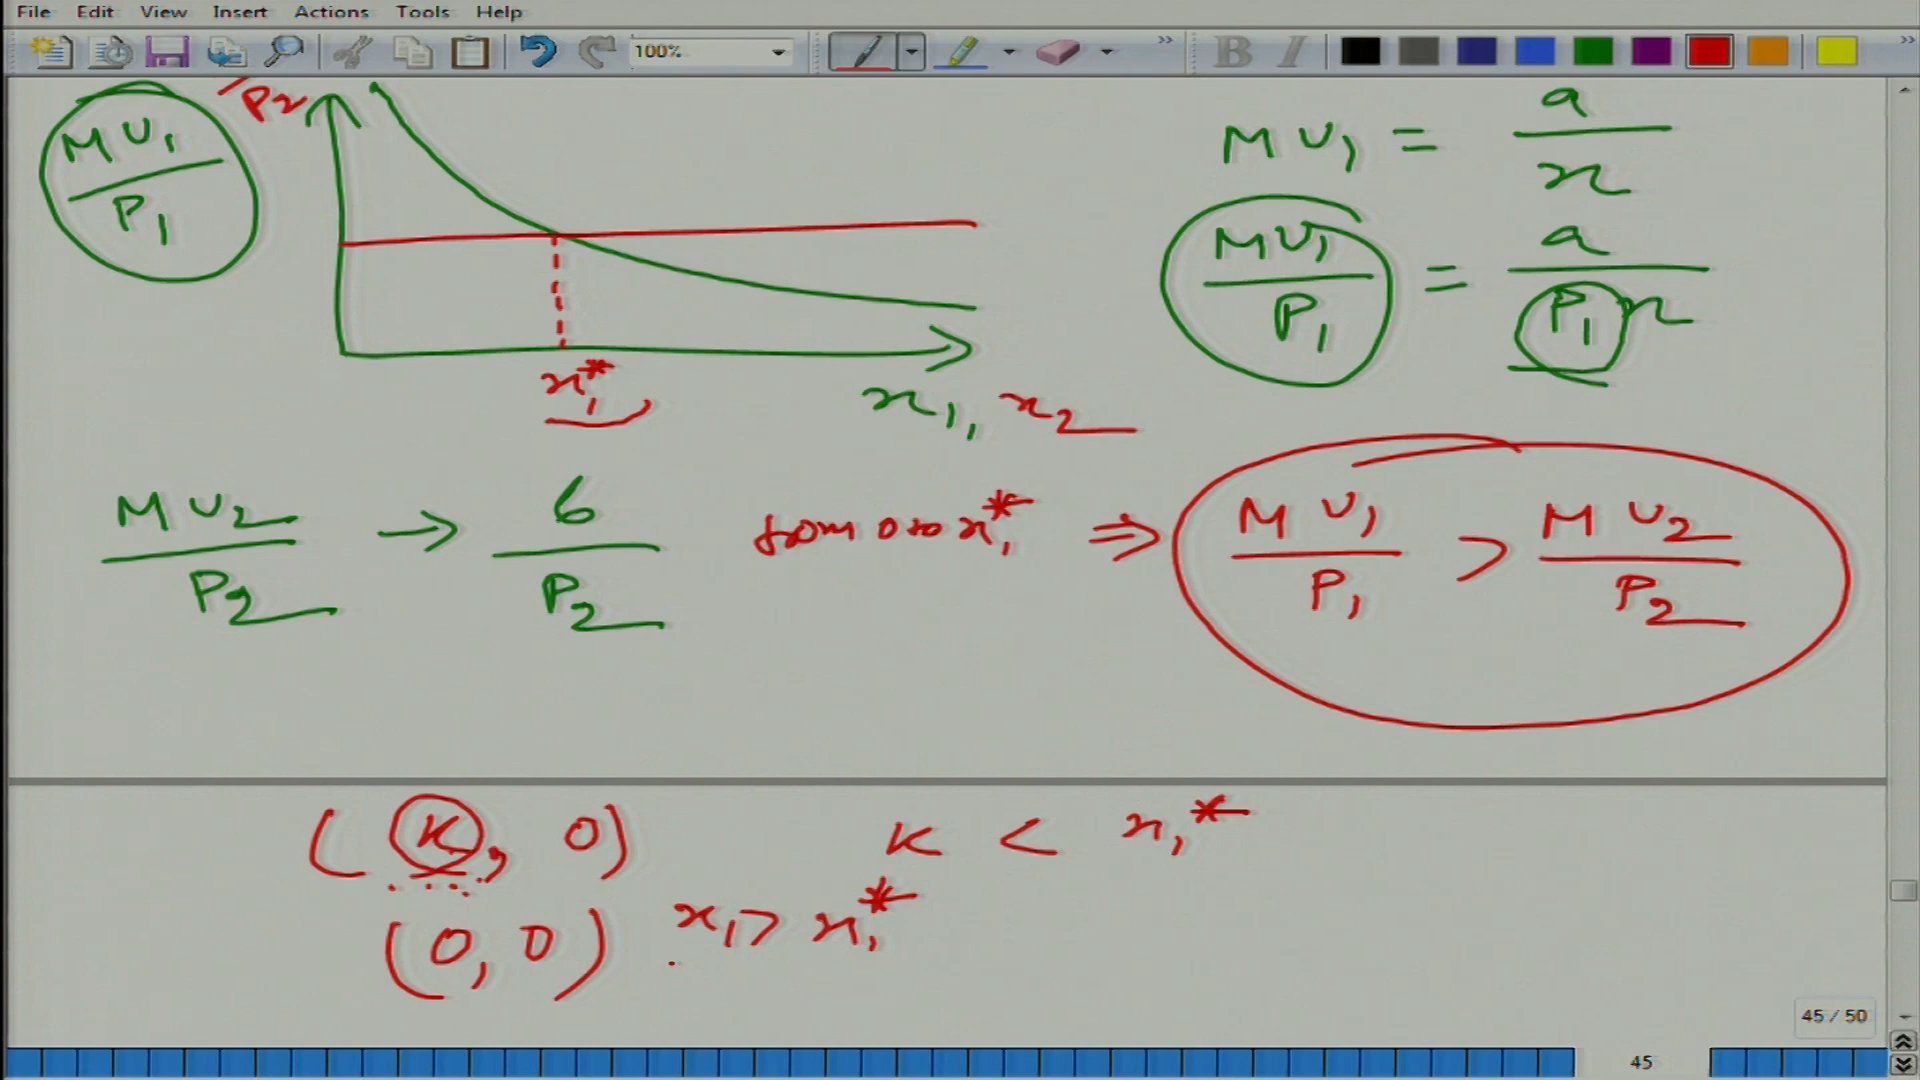 File Edit View Insert Actions Tools Help
100% B I
P2
MU1 / P1
MU1 = a / x
MU1 / P1 = a / P1 x
x1*
x1, x2
MU2 / P2 → b / P2
from 0 to x1* ⇒ MU1 / P1 > MU2 / P2
(K, 0) K < x1*
(0, 0) x1 > x1*
45 / 50
45